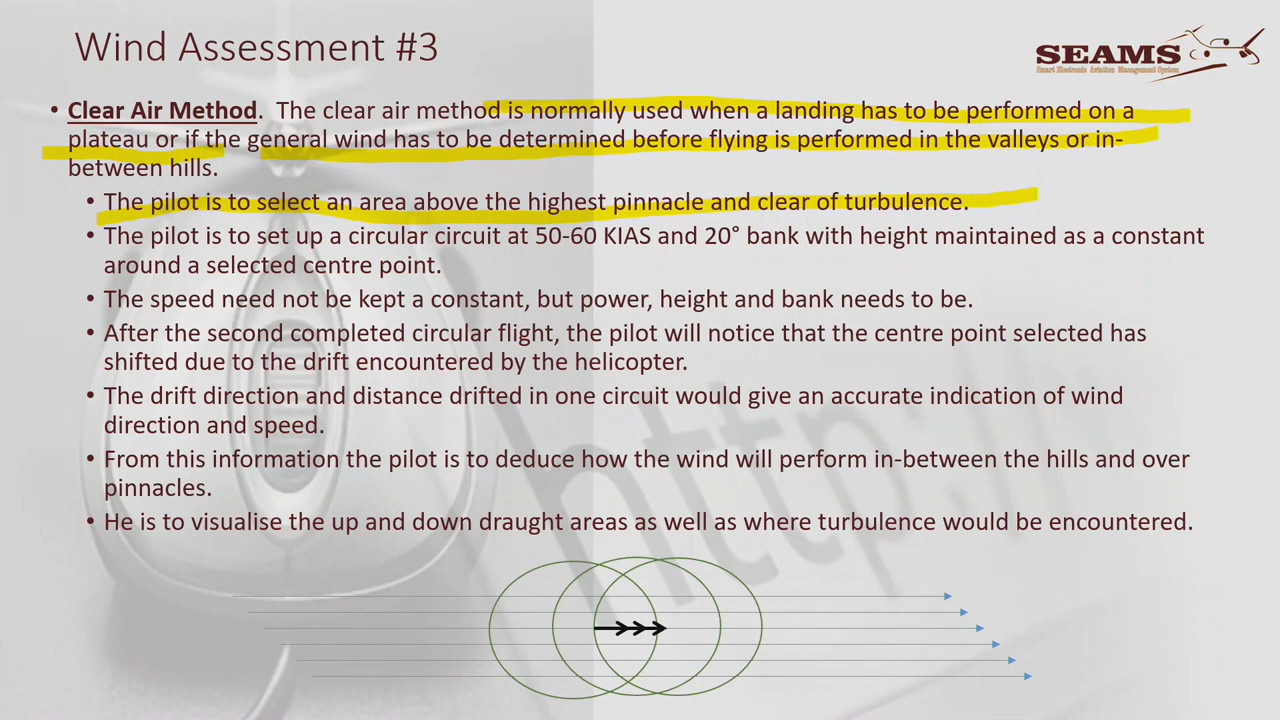 Wind Assessment #3
SEAMS
Smart Electronic Aviation Management System
• Clear Air Method. The clear air method is normally used when a landing has to be performed on a
plateau or if the general wind has to be determined before flying is performed in the valleys or in-
between hills.
• The pilot is to select an area above the highest pinnacle and clear of turbulence.
• The pilot is to set up a circular circuit at 50-60 KIAS and 20° bank with height maintained as a constant
around a selected centre point.
• The speed need not be kept a constant, but power, height and bank needs to be.
• After the second completed circular flight, the pilot will notice that the centre point selected has
shifted due to the drift encountered by the helicopter.
• The drift direction and distance drifted in one circuit would give an accurate indication of wind
direction and speed.
• From this information the pilot is to deduce how the wind will perform in-between the hills and over
pinnacles.
• He is to visualise the up and down draught areas as well as where turbulence would be encountered.
http://